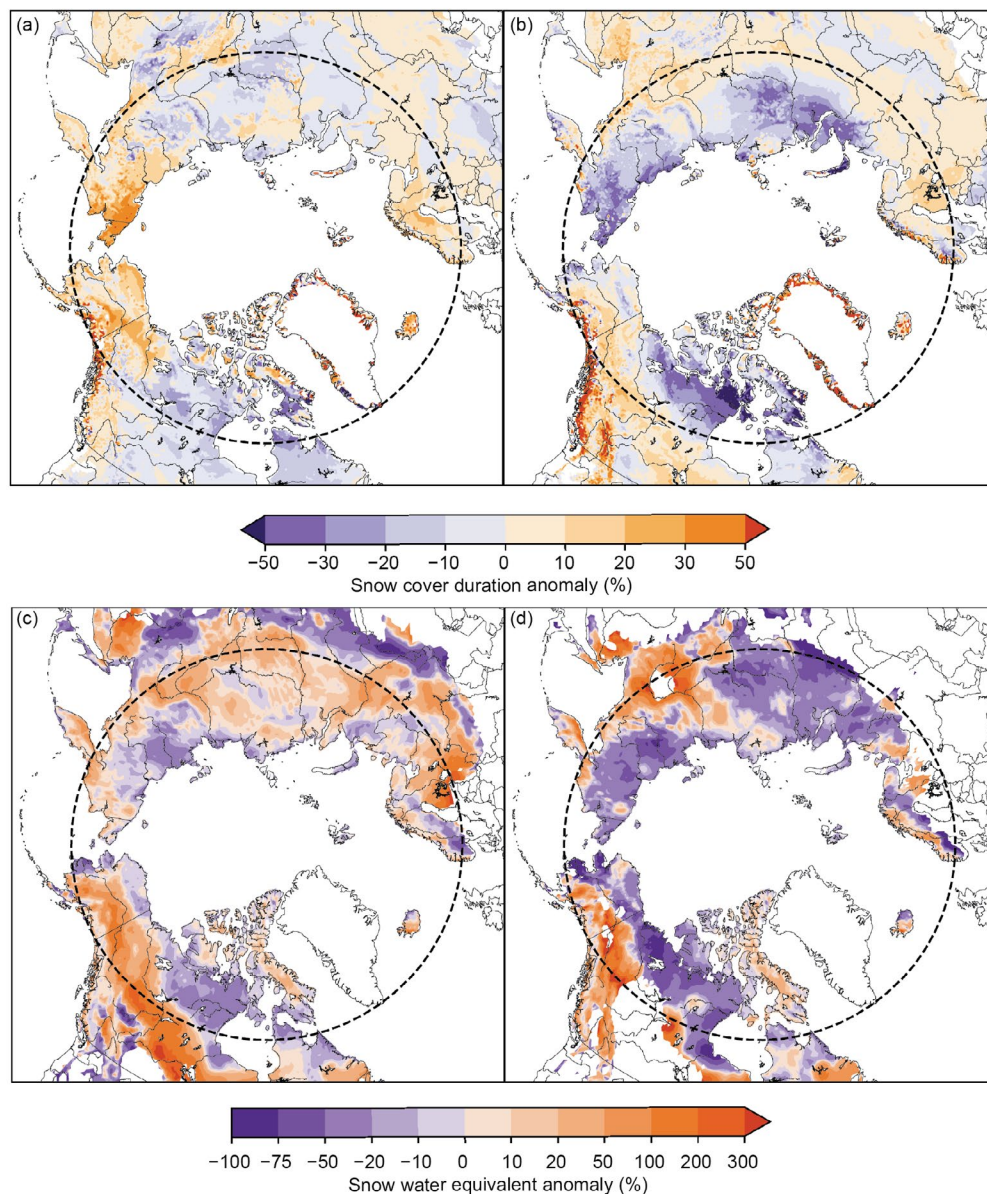 (a)
(b)
−50 −30 −20 −10 0 10 20 30 50
Snow cover duration anomaly (%)
(c)
(d)
−100 −75 −50 −20 −10 0 10 20 50 100 200 300
Snow water equivalent anomaly (%)